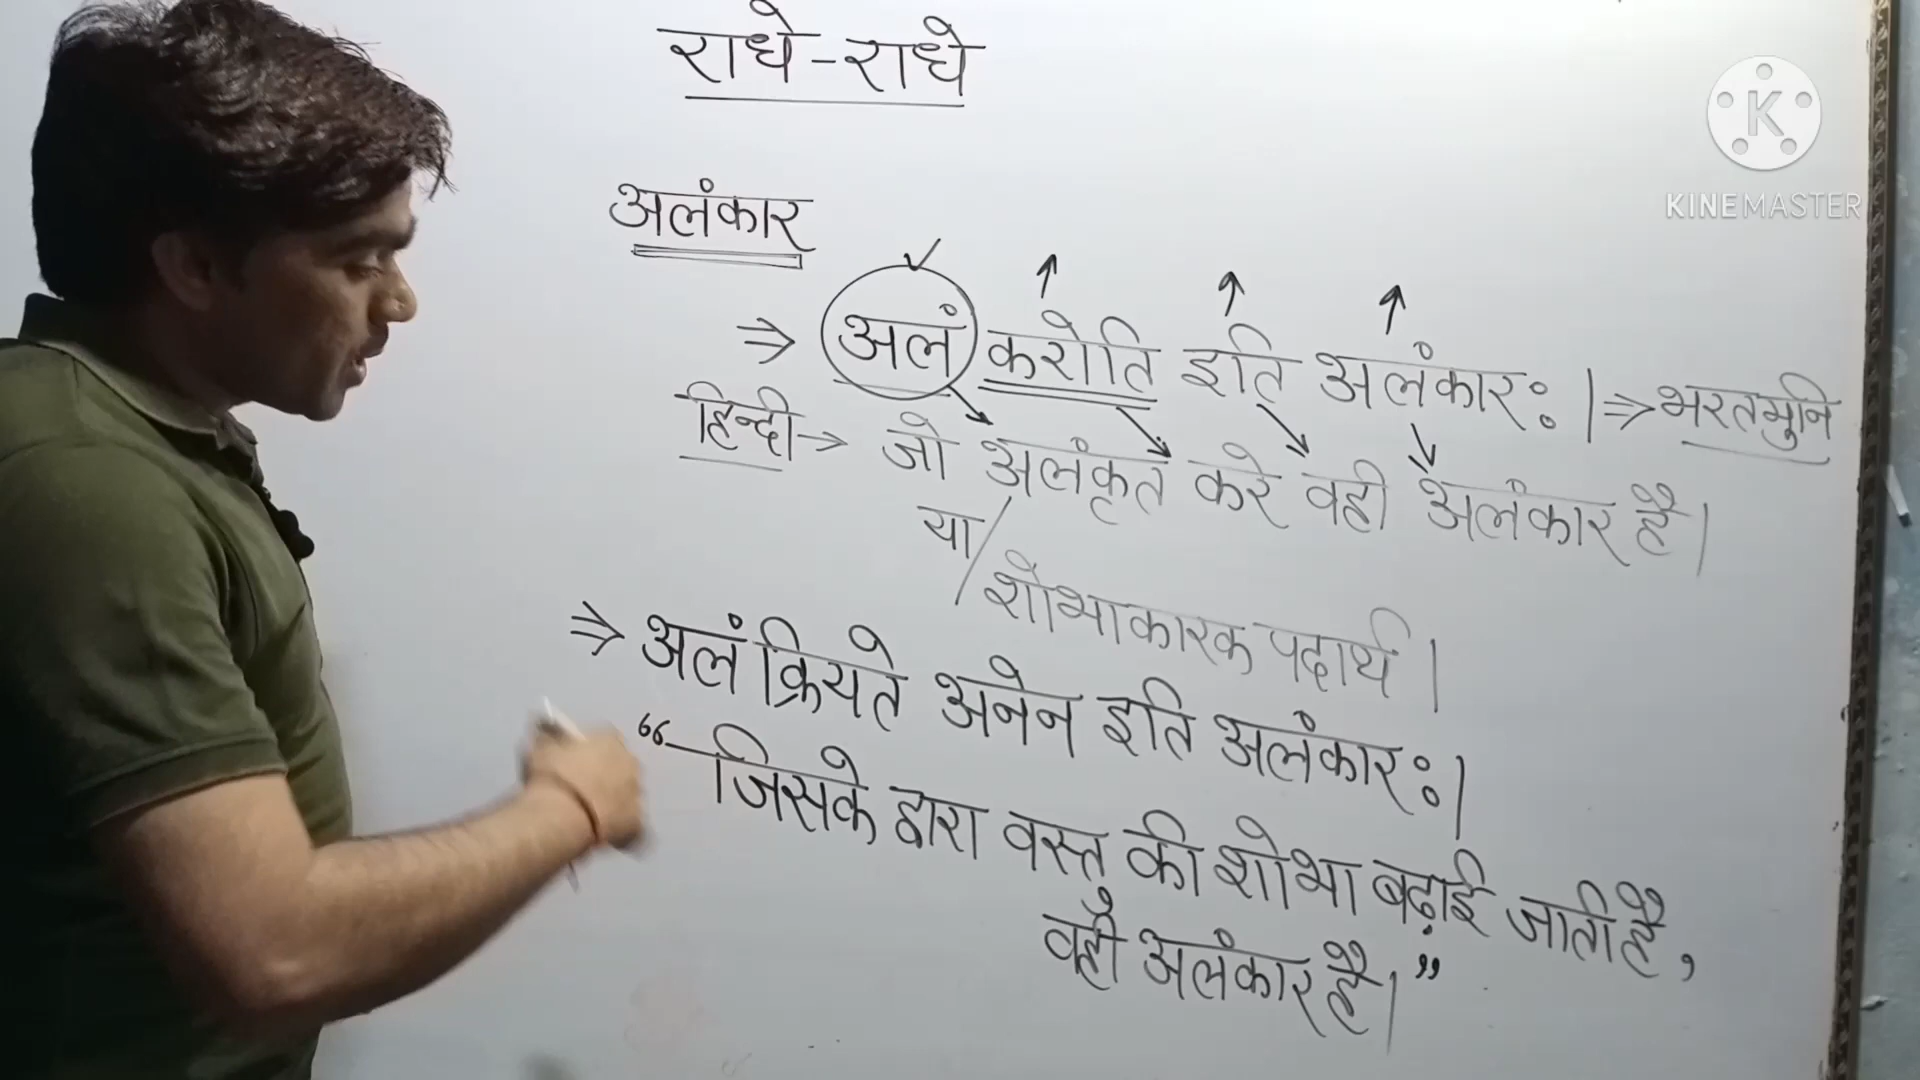 राधे-राधे
K
KINEMASTER
अलंकार
⇒ अलं करोति इति अलंकारः। ⇒ भरतमुनि
हिन्दी → जो अलंकृत करे वही अलंकार है।
या / शोभाकारक पदार्थ।
⇒ अलं क्रियते अनेन इति अलंकारः।
“ जिसके द्वारा वस्तु की शोभा बढ़ाई जाती है,
वहाँ अलंकार है। ”